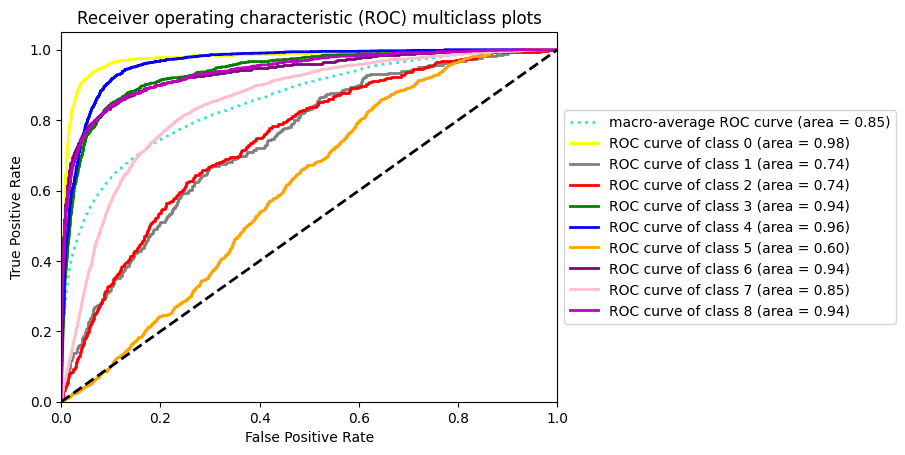 Receiver operating characteristic (ROC) multiclass plots
True Positive Rate
1.0
0.8
0.6
0.4
0.2
0.0
0.0 0.2 0.4 0.6 0.8 1.0
False Positive Rate
macro-average ROC curve (area = 0.85)
ROC curve of class 0 (area = 0.98)
ROC curve of class 1 (area = 0.74)
ROC curve of class 2 (area = 0.74)
ROC curve of class 3 (area = 0.94)
ROC curve of class 4 (area = 0.96)
ROC curve of class 5 (area = 0.60)
ROC curve of class 6 (area = 0.94)
ROC curve of class 7 (area = 0.85)
ROC curve of class 8 (area = 0.94)